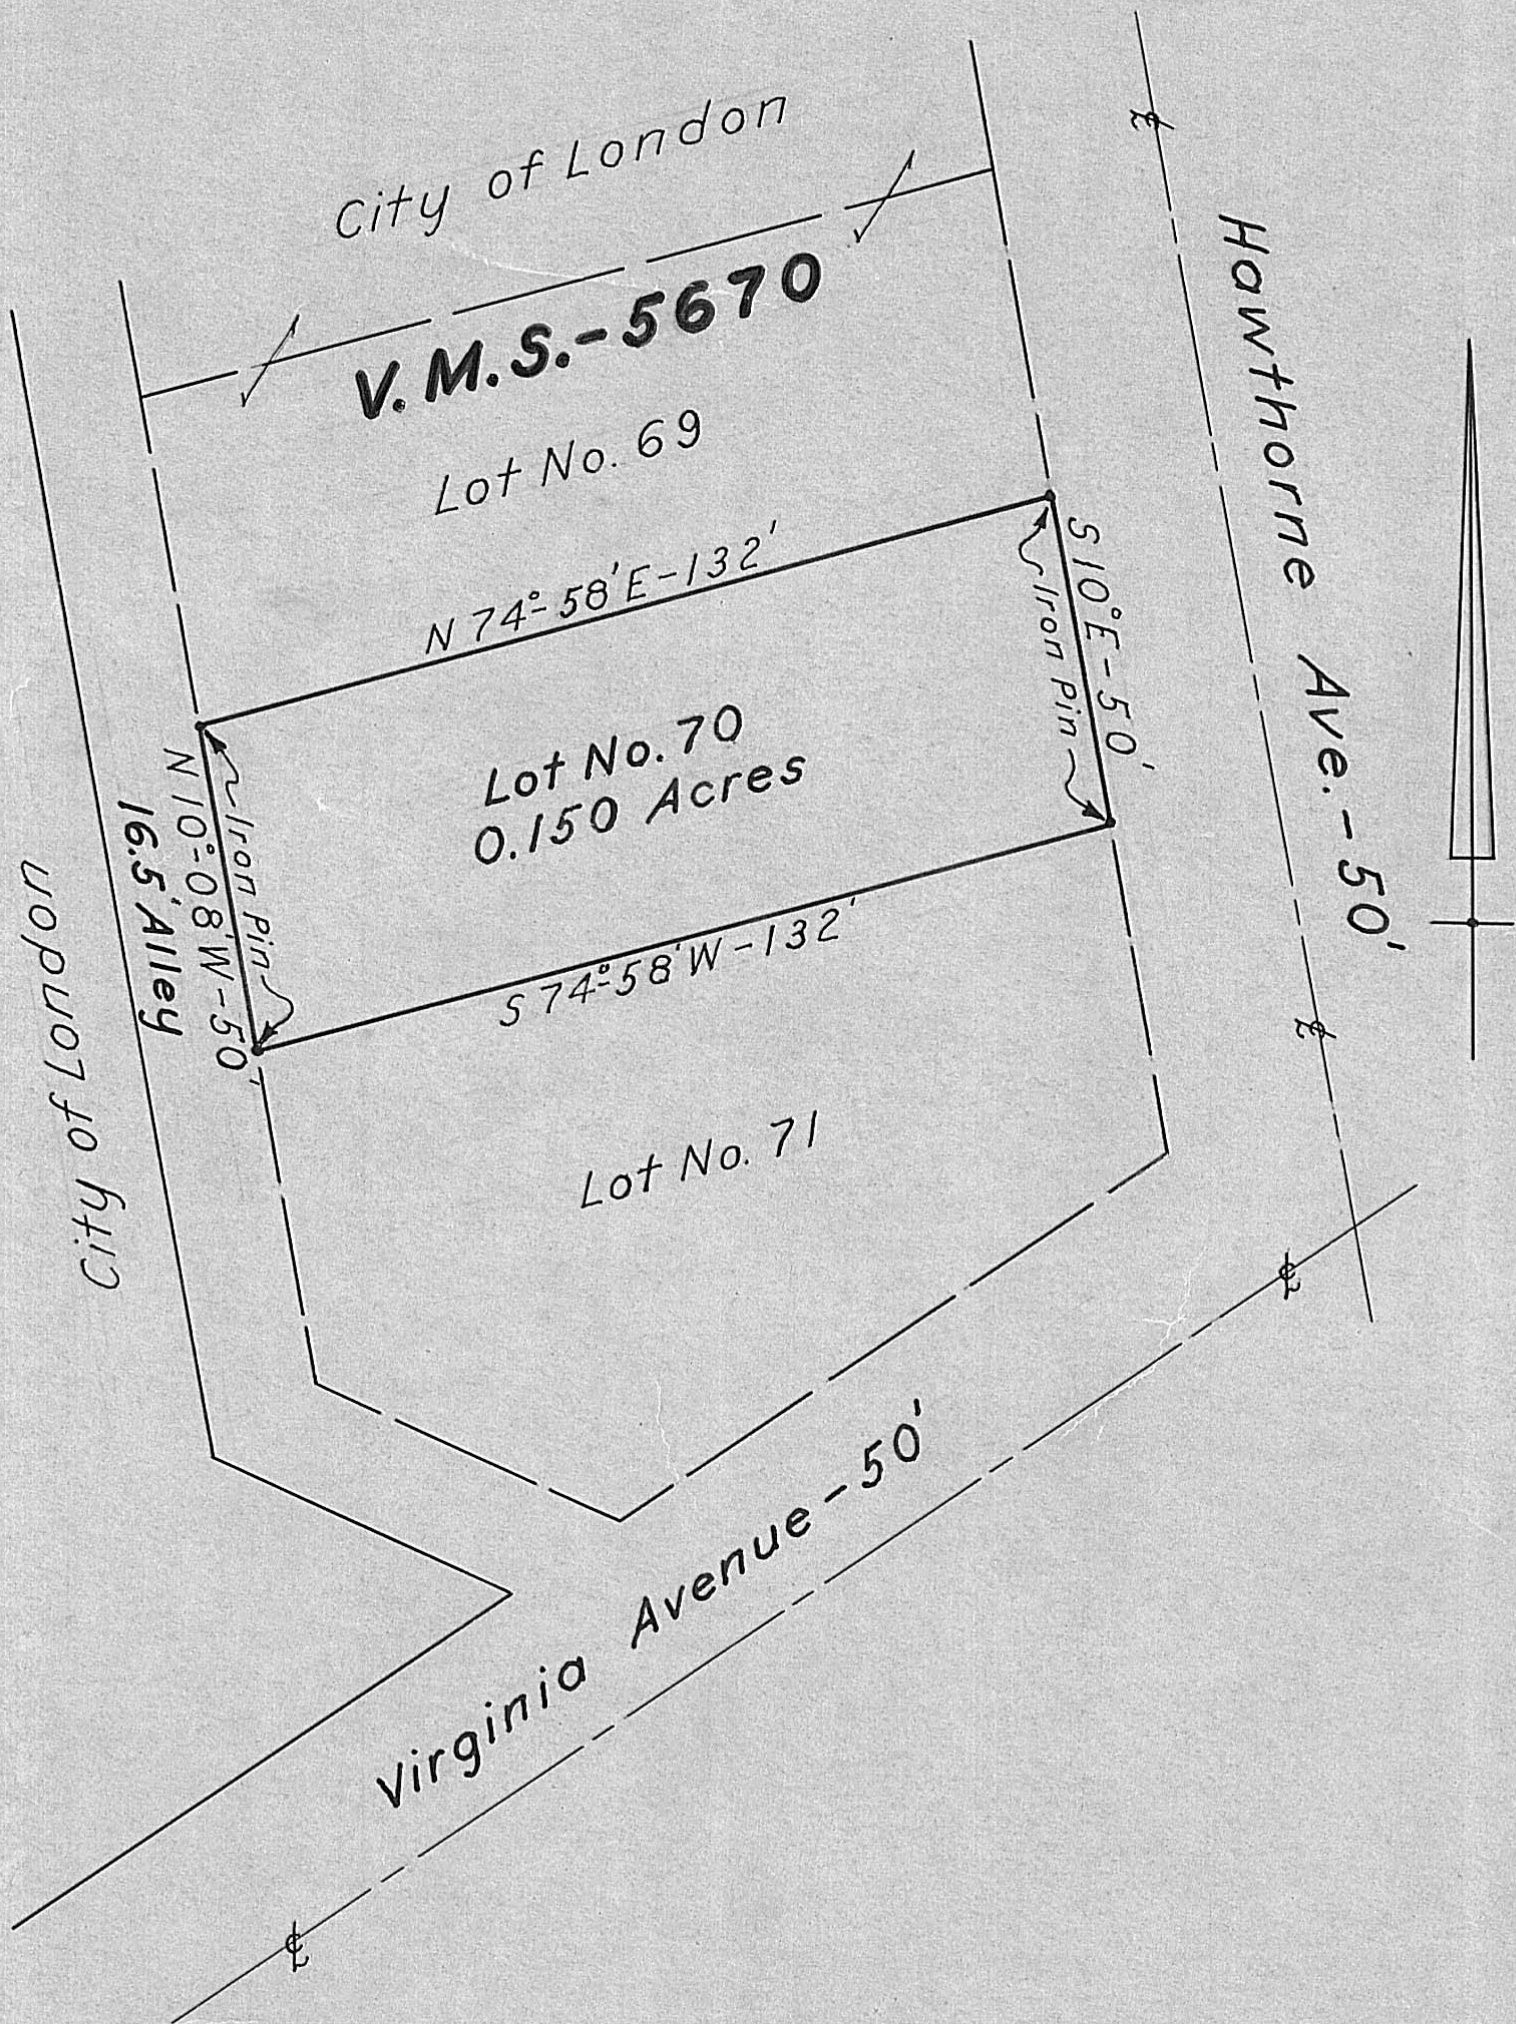 City of London
V.M.S.-5670
Lot No. 69
N 74°-58'E-132'
S 10°E-50'
Iron Pin
Lot No. 70
0.150 Acres
Iron Pin
N 10°-08'W-50'
16.5' Alley
City of London
S 74°-58'W-132'
Lot No. 71
Hawthorne Ave.-50'
Virginia Avenue-50'
℄
℄
℄
℄